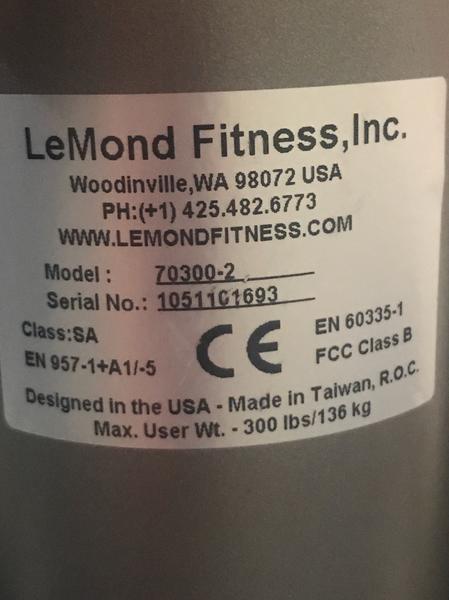 LeMond Fitness,Inc.
Woodinville,WA 98072 USA
PH:(+1) 425.482.6773
WWW.LEMONDFITNESS.COM
Model : 70300-2
Serial No.: 10511C1693
Class:SA
EN 957-1+A1/-5
CE
EN 60335-1
FCC Class B
Designed in the USA - Made in Taiwan, R.O.C.
Max. User Wt. - 300 lbs/136 kg